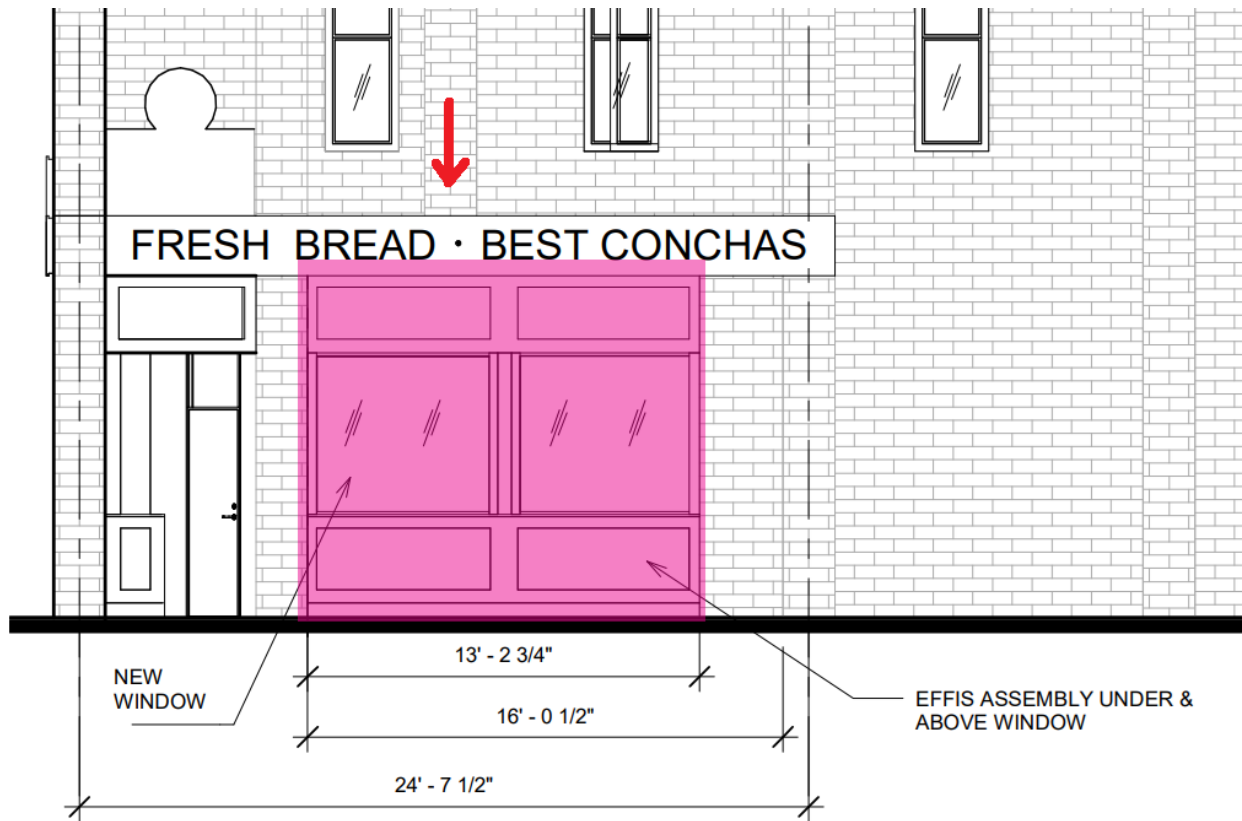 FRESH BREAD · BEST CONCHAS
13' - 2 3/4"
NEW
WINDOW
16' - 0 1/2"
EFFIS ASSEMBLY UNDER &
ABOVE WINDOW
24' - 7 1/2"